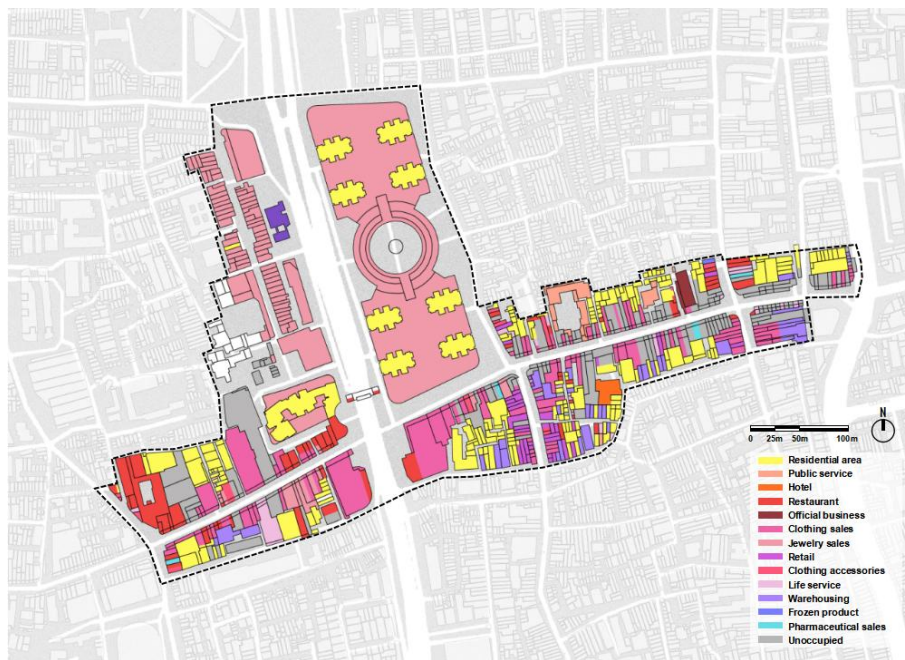 N
0 25m 50m 100m
Residential area
Public service
Hotel
Restaurant
Official business
Clothing sales
Jewelry sales
Retail
Clothing accessories
Life service
Warehousing
Frozen product
Pharmaceutical sales
Unoccupied